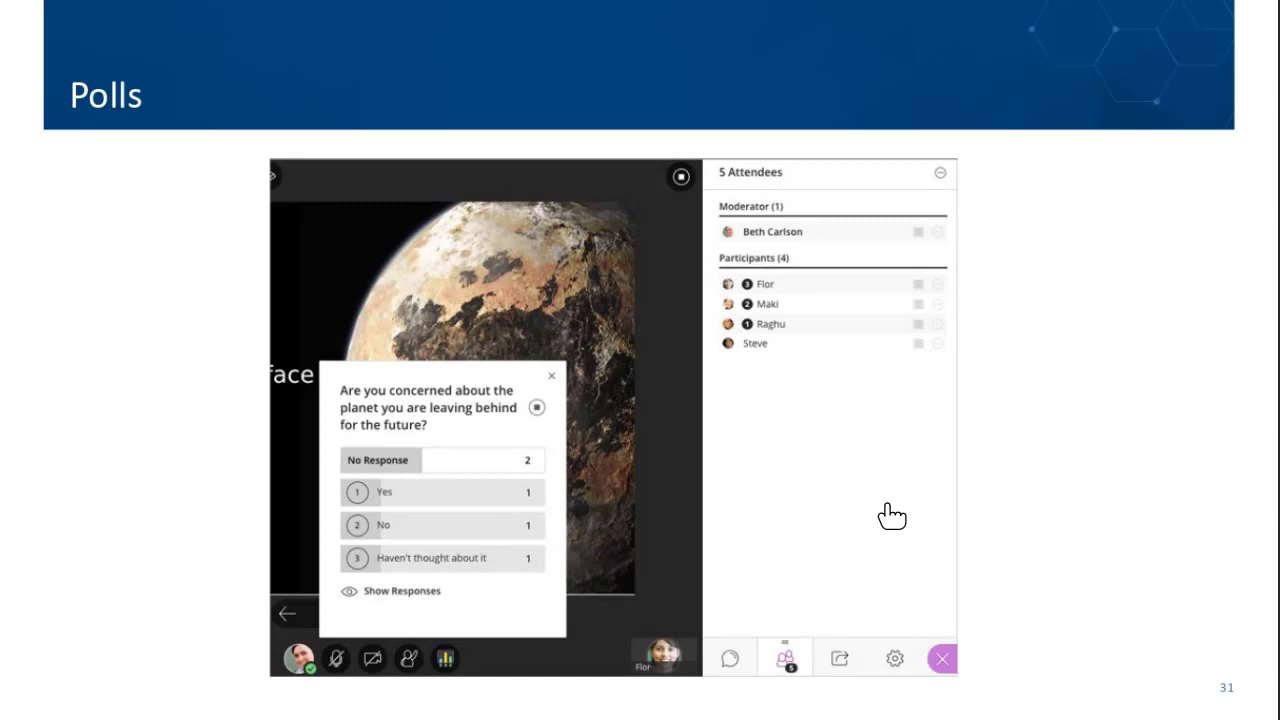 Polls
5 Attendees
Moderator (1)
Beth Carlson
Participants (4)
3 Flor
2 Maki
1 Raghu
Steve
face
Are you concerned about the
planet you are leaving behind
for the future?
No Response 2
1 Yes 1
2 No 1
3 Haven't thought about it 1
Show Responses
Flor
5
31